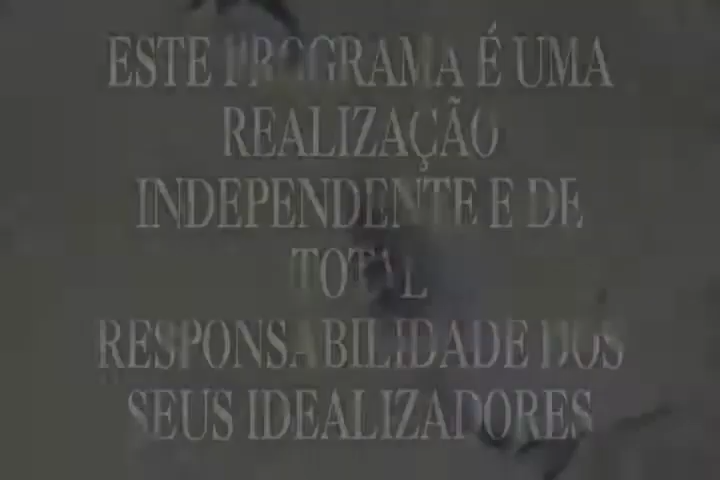 ESTE PROGRAMA É UMA
REALIZAÇÃO
INDEPENDENTE E DE
TOTAL
RESPONSABILIDADE DOS
SEUS IDEALIZADORES